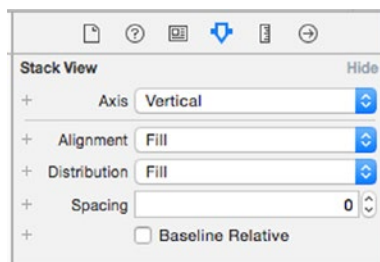 Stack View Hide
+ Axis Vertical
+ Alignment Fill
+ Distribution Fill
+ Spacing 0
+ Baseline Relative